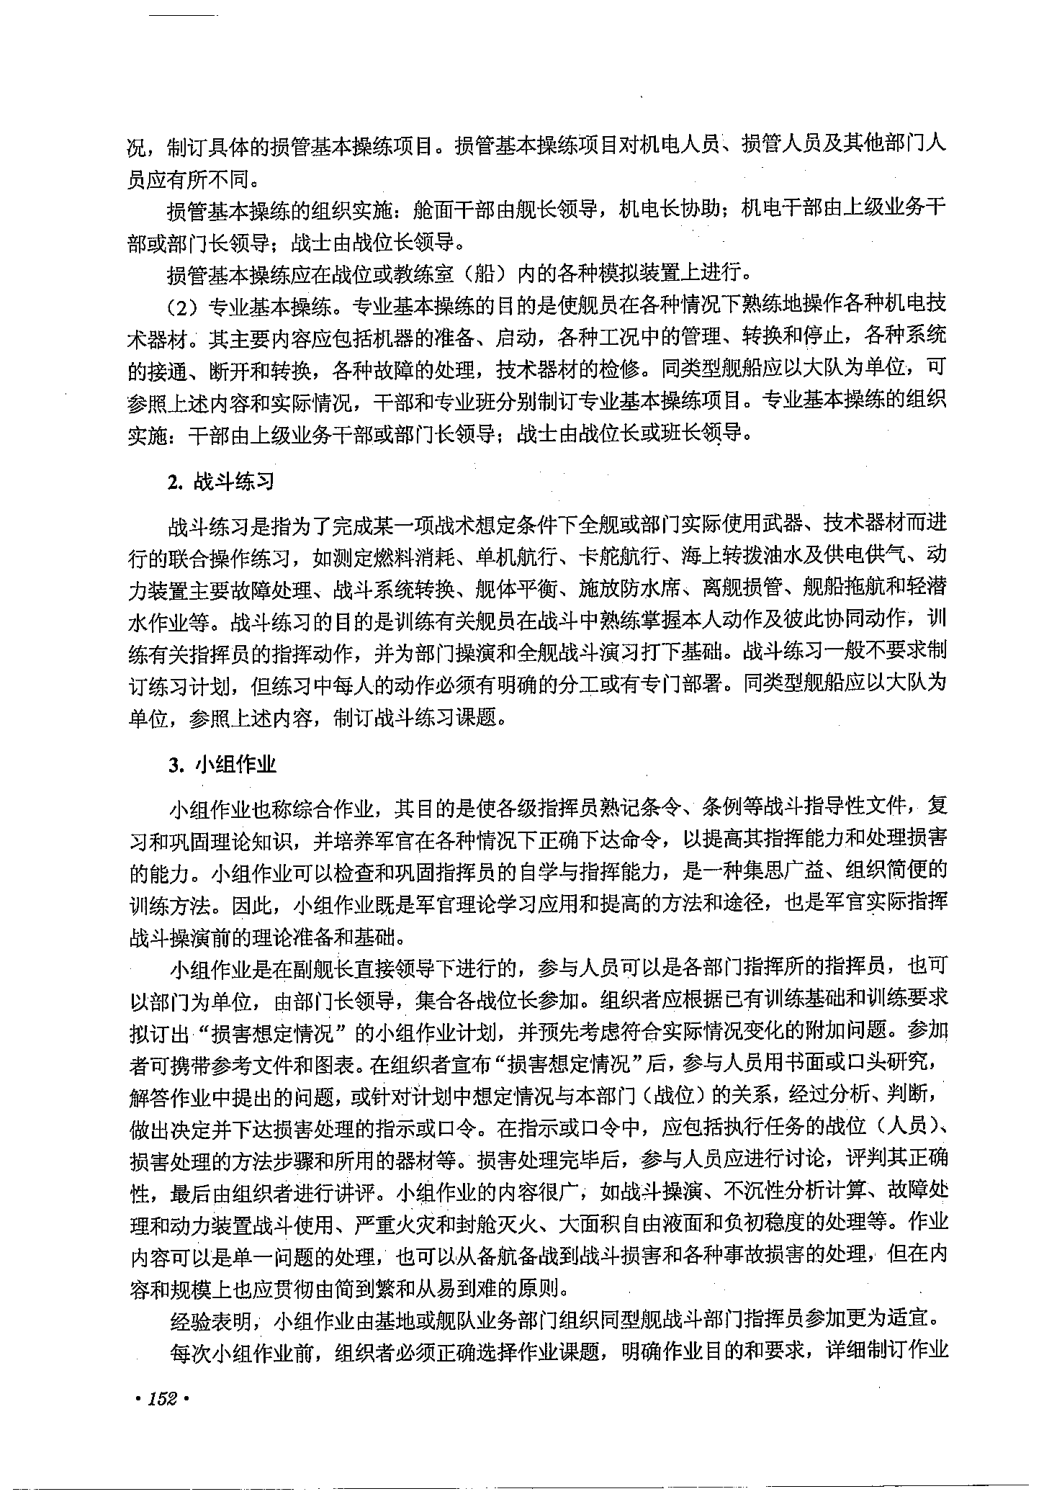 况，制订具体的损管基本操练项目。损管基本操练项目对机电人员、损管人员及其他部门人
员应有所不同。
损管基本操练的组织实施：舱面干部由舰长领导，机电长协助；机电干部由上级业务干
部或部门长领导；战士由战位长领导。
损管基本操练应在战位或教练室（船）内的各种模拟装置上进行。
（2）专业基本操练。专业基本操练的目的是使舰员在各种情况下熟练地操作各种机电技
术器材。其主要内容应包括机器的准备、启动，各种工况中的管理、转换和停止，各种系统
的接通、断开和转换，各种故障的处理，技术器材的检修。同类型舰船应以大队为单位，可
参照上述内容和实际情况，干部和专业班分别制订专业基本操练项目。专业基本操练的组织
实施：干部由上级业务干部或部门长领导；战士由战位长或班长领导。
2. 战斗练习
战斗练习是指为了完成某一项战术想定条件下全舰或部门实际使用武器、技术器材而进
行的联合操作练习，如测定燃料消耗、单机航行、卡舵航行、海上转拨油水及供电供气、动
力装置主要故障处理、战斗系统转换、舰体平衡、施放防水席、离舰损管、舰船拖航和轻潜
水作业等。战斗练习的目的是训练有关舰员在战斗中熟练掌握本人动作及彼此协同动作，训
练有关指挥员的指挥动作，并为部门操演和全舰战斗演习打下基础。战斗练习一般不要求制
订练习计划，但练习中每人的动作必须有明确的分工或有专门部署。同类型舰船应以大队为
单位，参照上述内容，制订战斗练习课题。
3. 小组作业
小组作业也称综合作业，其目的是使各级指挥员熟记条令、条例等战斗指导性文件，复
习和巩固理论知识，并培养军官在各种情况下正确下达命令，以提高其指挥能力和处理损害
的能力。小组作业可以检查和巩固指挥员的自学与指挥能力，是一种集思广益、组织简便的
训练方法。因此，小组作业既是军官理论学习应用和提高的方法和途径，也是军官实际指挥
战斗操演前的理论准备和基础。
小组作业是在副舰长直接领导下进行的，参与人员可以是各部门指挥所的指挥员，也可
以部门为单位，由部门长领导，集合各战位长参加。组织者应根据已有训练基础和训练要求
拟订出“损害想定情况”的小组作业计划，并预先考虑符合实际情况变化的附加问题。参加
者可携带参考文件和图表。在组织者宣布“损害想定情况”后，参与人员用书面或口头研究，
解答作业中提出的问题，或针对计划中想定情况与本部门（战位）的关系，经过分析、判断，
做出决定并下达损害处理的指示或口令。在指示或口令中，应包括执行任务的战位（人员）、
损害处理的方法步骤和所用的器材等。损害处理完毕后，参与人员应进行讨论，评判其正确
性，最后由组织者进行讲评。小组作业的内容很广，如战斗操演、不沉性分析计算、故障处
理和动力装置战斗使用、严重火灾和封舱灭火、大面积自由液面和负初稳度的处理等。作业
内容可以是单一问题的处理，也可以从备航备战到战斗损害和各种事故损害的处理，但在内
容和规模上也应贯彻由简到繁和从易到难的原则。
经验表明，小组作业由基地或舰队业务部门组织同型舰战斗部门指挥员参加更为适宜。
每次小组作业前，组织者必须正确选择作业课题，明确作业目的和要求，详细制订作业
· 152 ·